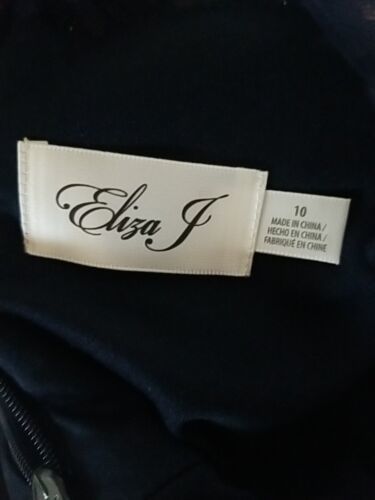 Eliza J
10
MADE IN CHINA /
HECHO EN CHINA /
FABRIQUÉ EN CHINE